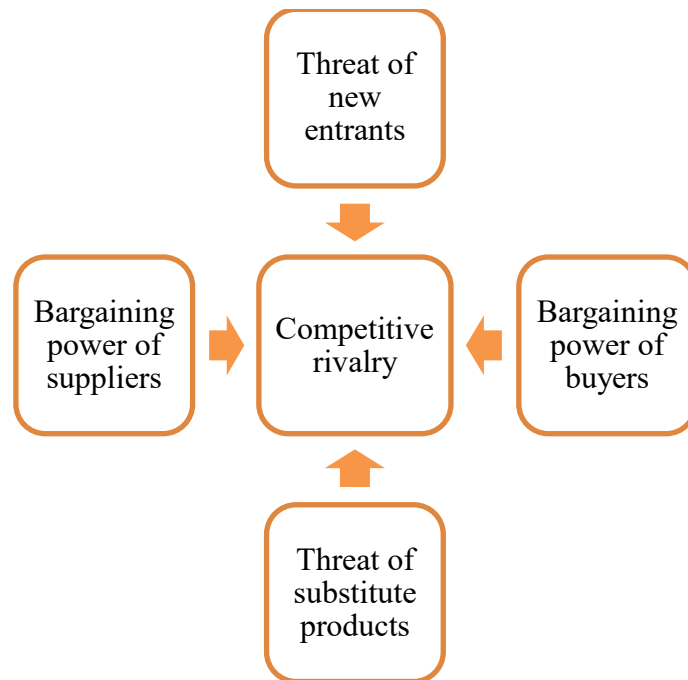 Threat of
new
entrants
Bargaining
power of
suppliers
Competitive
rivalry
Bargaining
power of
buyers
Threat of
substitute
products